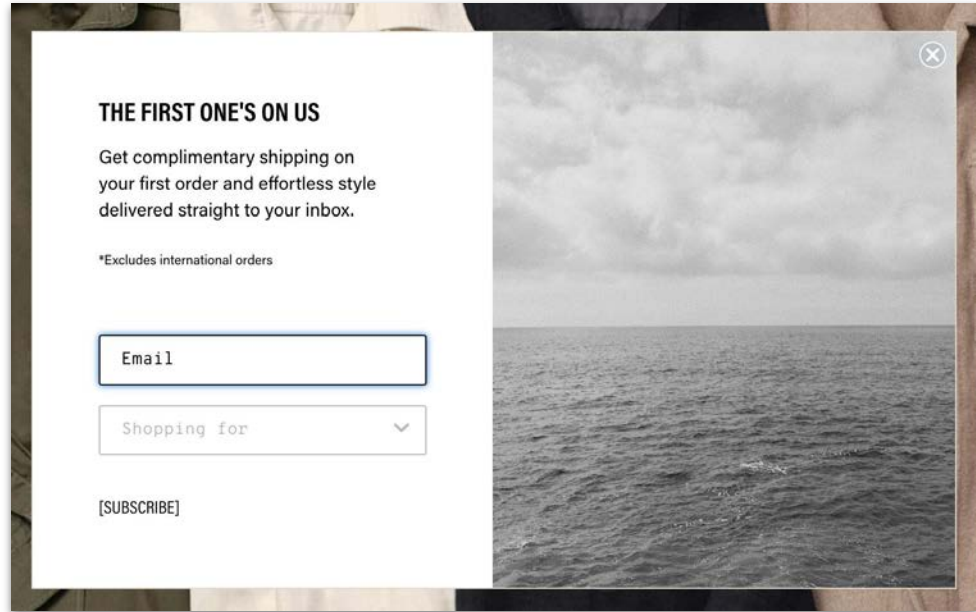 THE FIRST ONE'S ON US
Get complimentary shipping on
your first order and effortless style
delivered straight to your inbox.
*Excludes international orders
Email
Shopping for
[SUBSCRIBE]